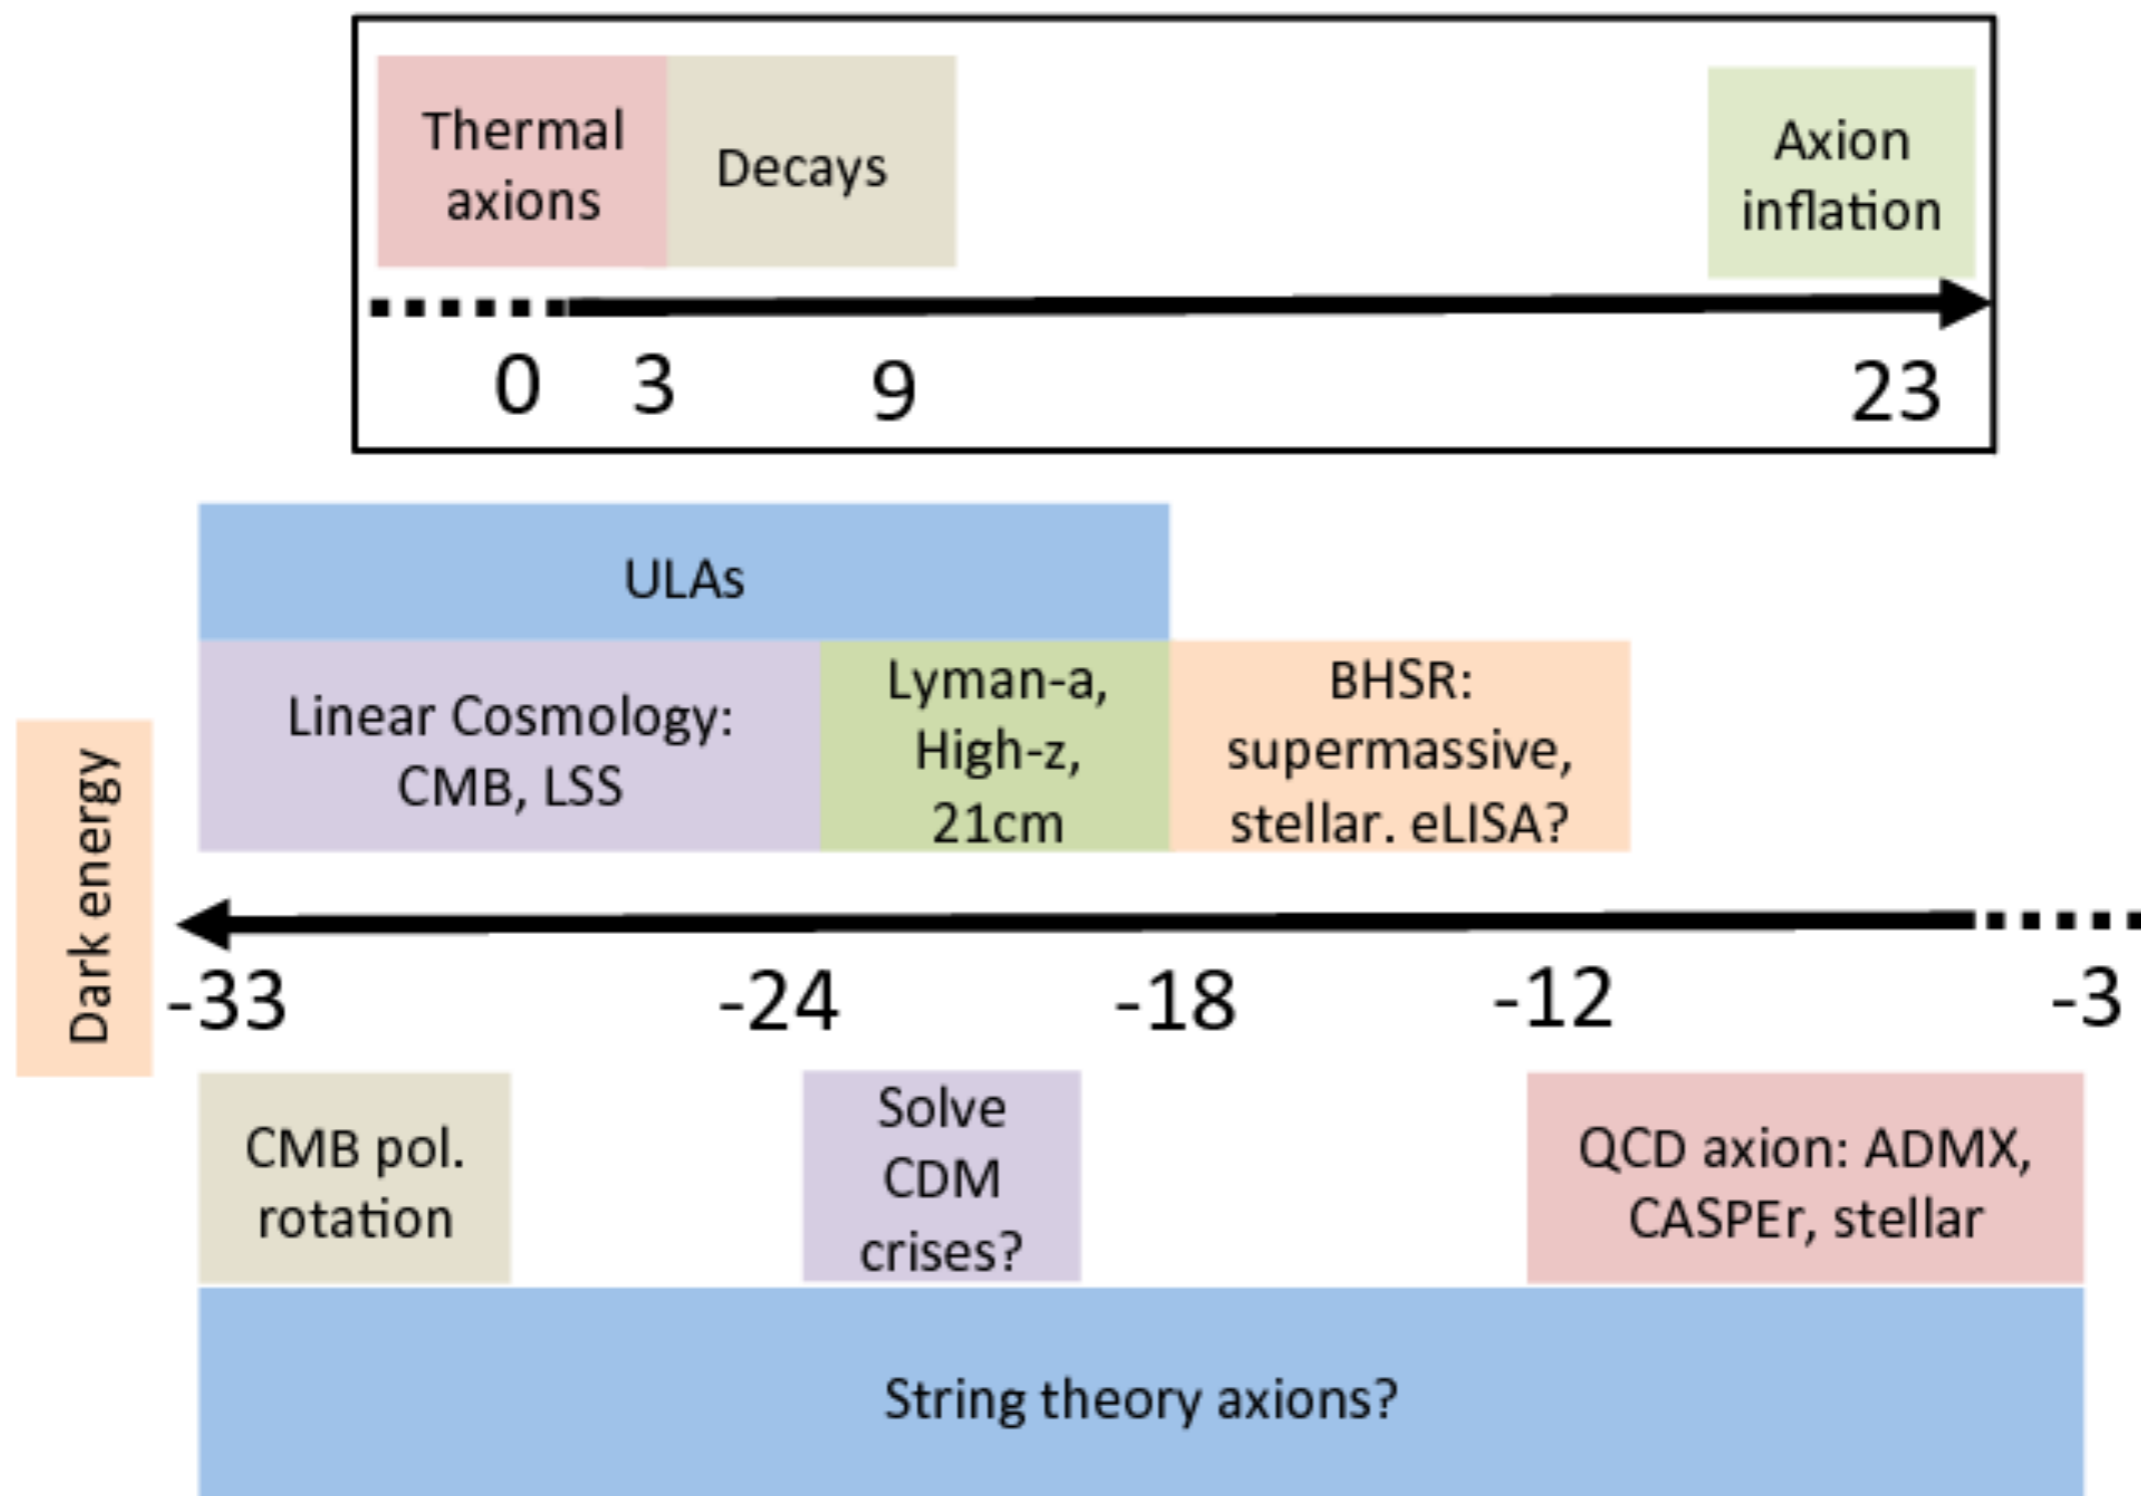 Thermal
axions
Decays
Axion
inflation
0 3 9 23
ULAs
Linear Cosmology:
CMB, LSS
Lyman-a,
High-z,
21cm
BHSR:
supermassive,
stellar. eLISA?
Dark energy
-33 -24 -18 -12 -3
CMB pol.
rotation
Solve
CDM
crises?
QCD axion: ADMX,
CASPEr, stellar
String theory axions?